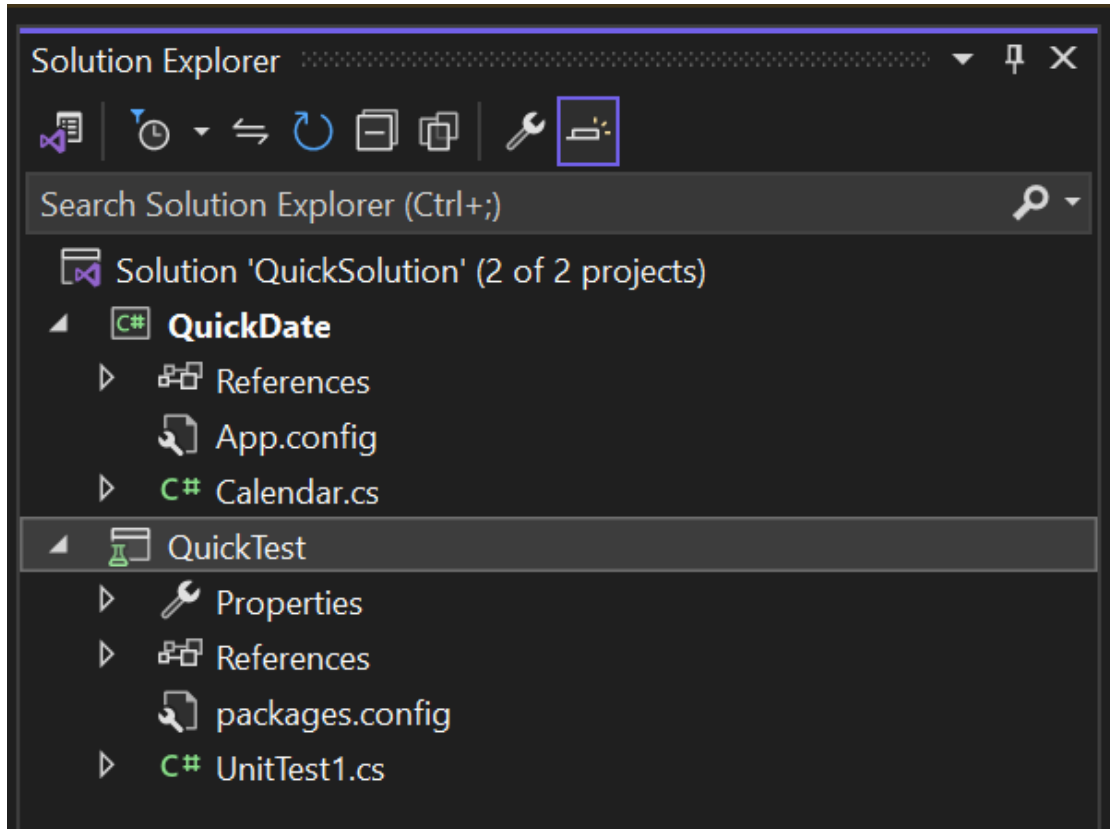 Solution Explorer
Search Solution Explorer (Ctrl+;)
Solution 'QuickSolution' (2 of 2 projects)
C# QuickDate
References
App.config
C# Calendar.cs
QuickTest
Properties
References
packages.config
C# UnitTest1.cs